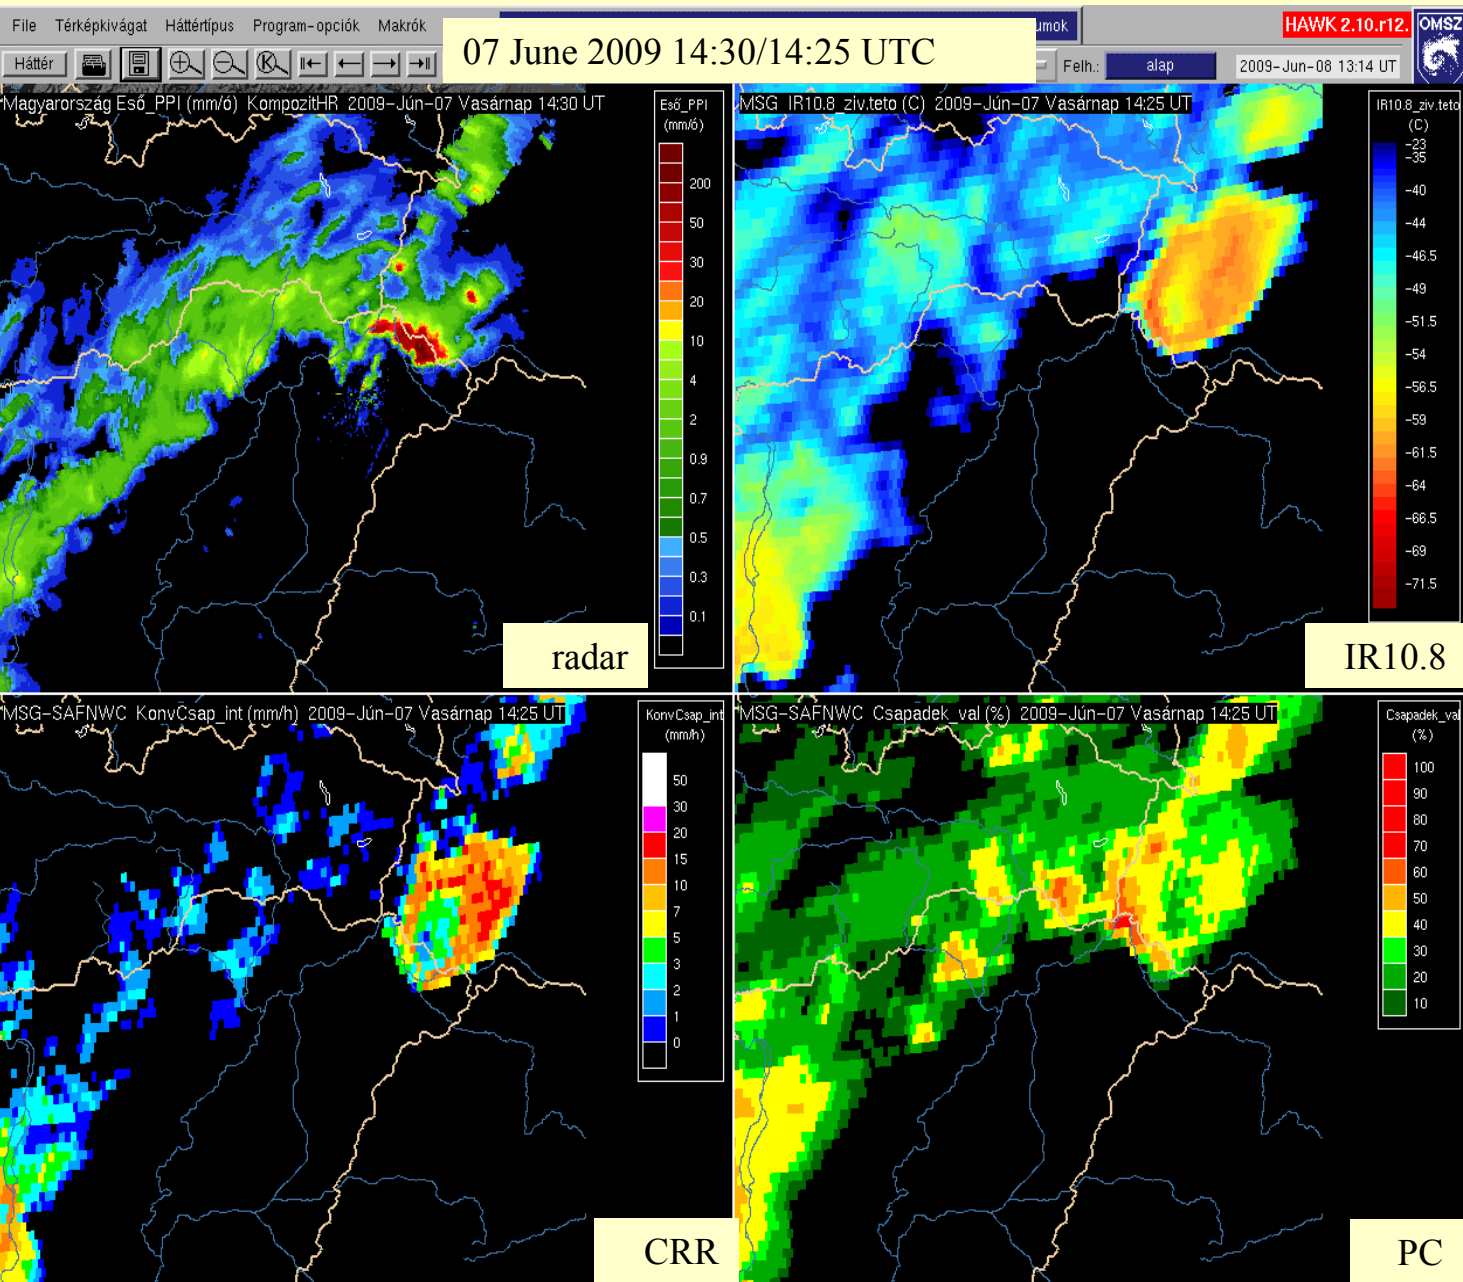 File Térképkivágat Háttértípus Program-opciók Makrók umok HAWK 2.10.r12. OMSZ
07 June 2009 14:30/14:25 UTC
Háttér K Felh.: alap 2009-Jun-08 13:14 UT
Magyarország Eső_PPI (mm/ó) KompozitHR 2009-Jún-07 Vasárnap 14:30 UT
Eső_PPI
(mm/ó)
200
50
30
20
10
4
2
0.9
0.7
0.5
0.3
0.1
radar
MSG IR10.8_ziv.teto (C) 2009-Jún-07 Vasárnap 14:25 UT
IR10.8_ziv.teto
(C)
-23
-35
-40
-44
-46.5
-49
-51.5
-54
-56.5
-59
-61.5
-64
-66.5
-69
-71.5
IR10.8
MSG-SAFNWC KonvCsap_int (mm/h) 2009-Jún-07 Vasárnap 14:25 UT
KonvCsap_int
(mm/h)
50
30
20
15
10
7
5
3
2
1
0
CRR
MSG-SAFNWC Csapadek_val (%) 2009-Jún-07 Vasárnap 14:25 UT
Csapadek_val
(%)
100
90
80
70
60
50
40
30
20
10
PC